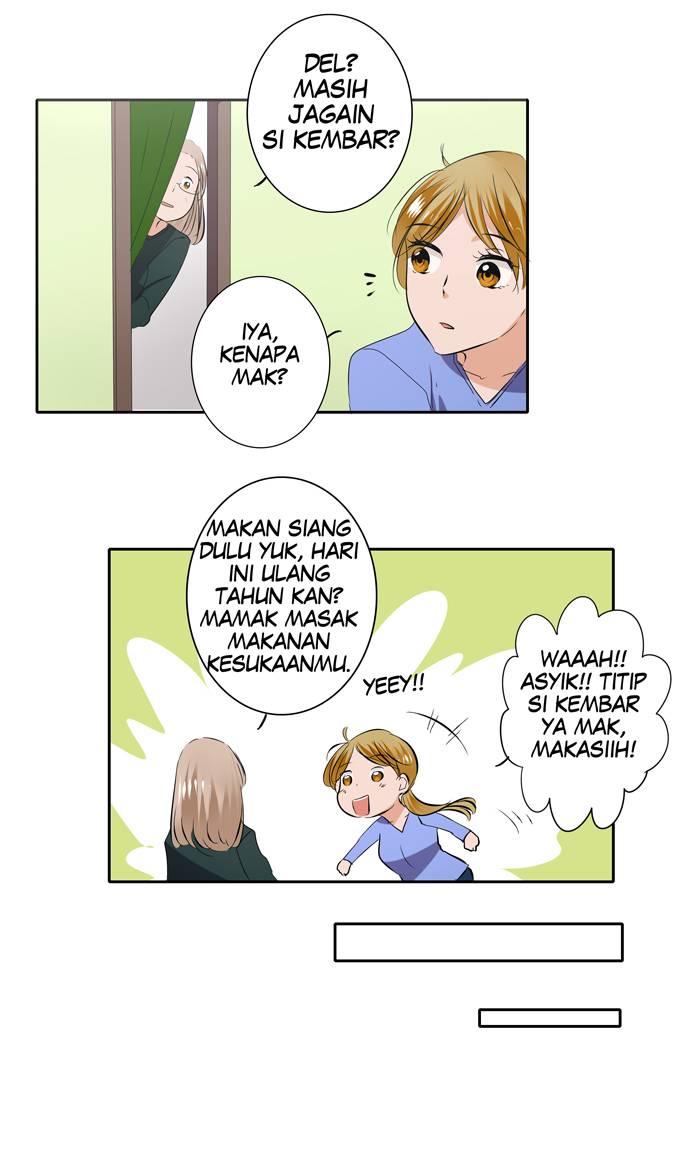 DEL?
MASIH
JAGAIN
SI KEMBAR?
IYA,
KENAPA
MAK?
MAKAN SIANG
DULU YUK, HARI
INI ULANG
TAHUN KAN?
MAMAK MASAK
MAKANAN
KESUKAANMU.
YEEY!!
WAAAH!!
ASYIK!! TITIP
SI KEMBAR
YA MAK,
MAKASIIH!